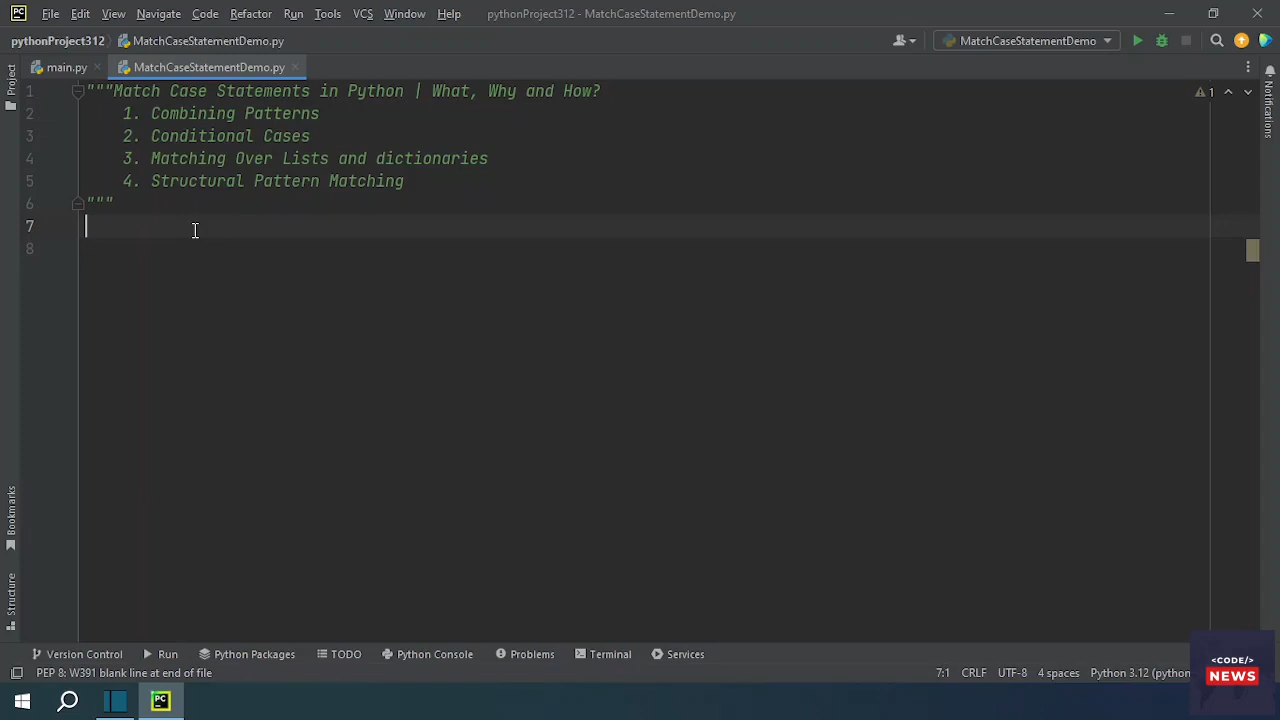 PC File Edit View Navigate Code Refactor Run Tools VCS Window Help pythonProject312 - MatchCaseStatementDemo.py
pythonProject312 MatchCaseStatementDemo.py MatchCaseStatementDemo
Project main.py MatchCaseStatementDemo.py
Notifications
1 """Match Case Statements in Python | What, Why and How? 1
2 1. Combining Patterns
3 2. Conditional Cases
4 3. Matching Over Lists and dictionaries
5 4. Structural Pattern Matching
6 """
7
8
Bookmarks
Structure
Version Control Run Python Packages TODO Python Console Problems Terminal Services
PEP 8: W391 blank line at end of file 7:1 CRLF UTF-8 4 spaces Python 3.12 (python
<CODE/>
NEWS
PC